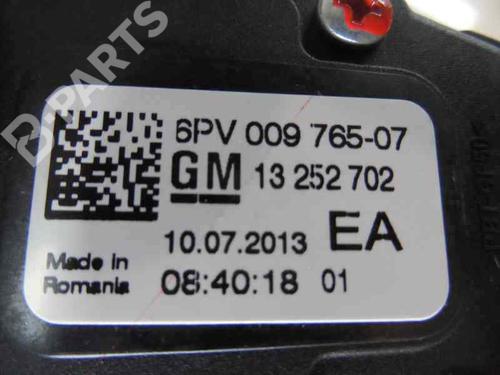 B-PARTS
6PV 009 765-07
GM 13 252 702
10.07.2013 EA
Made in
Romania
08:40:18 01